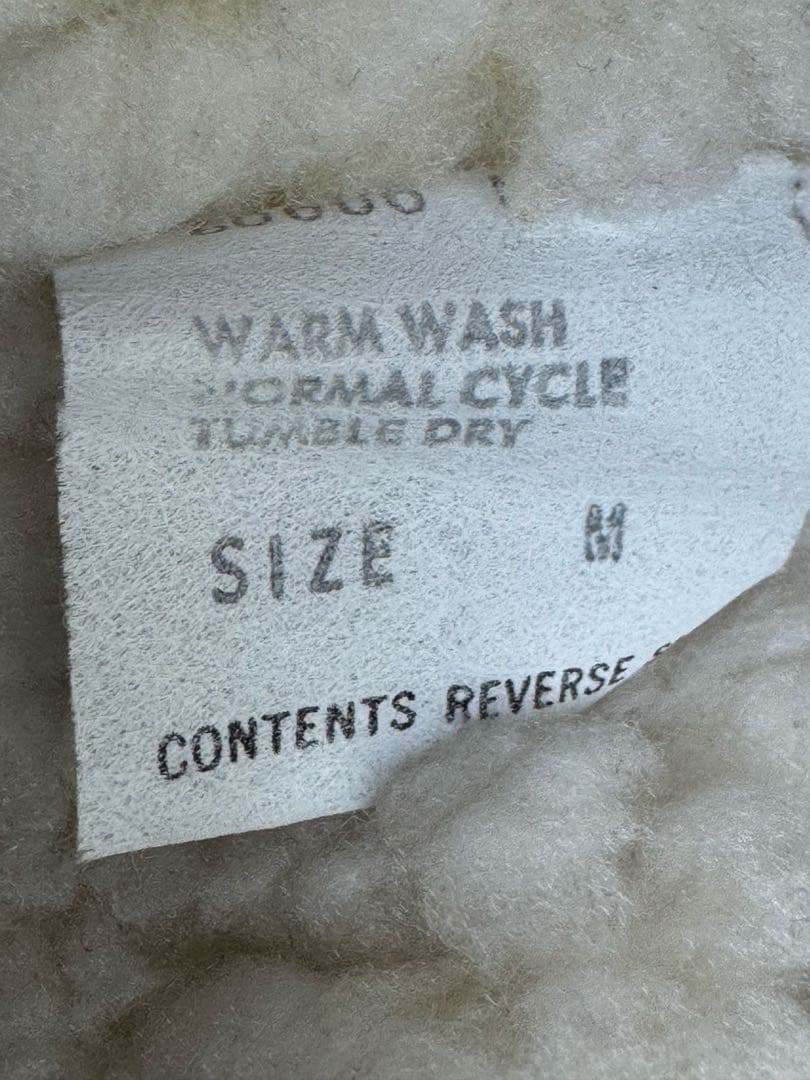 WARM WASH
NORMAL CYCLE
TUMBLE DRY
SIZE M
CONTENTS REVERSE